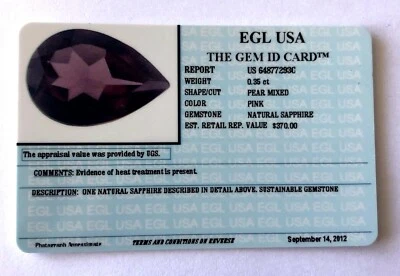 EGL USA
THE GEM ID CARD™
REPORT US 64877293C
WEIGHT 0.35 ct
SHAPE/CUT PEAR MIXED
COLOR PINK
GEMSTONE NATURAL SAPPHIRE
EST. RETAIL REP. VALUE $370.00
The appraisal value was provided by EGS.
COMMENTS: Evidence of heat treatment is present.
DESCRIPTION: ONE NATURAL SAPPHIRE DESCRIBED IN DETAIL ABOVE. SUSTAINABLE GEMSTONE
Photograph Approximate TERMS AND CONDITIONS ON REVERSE September 14, 2012